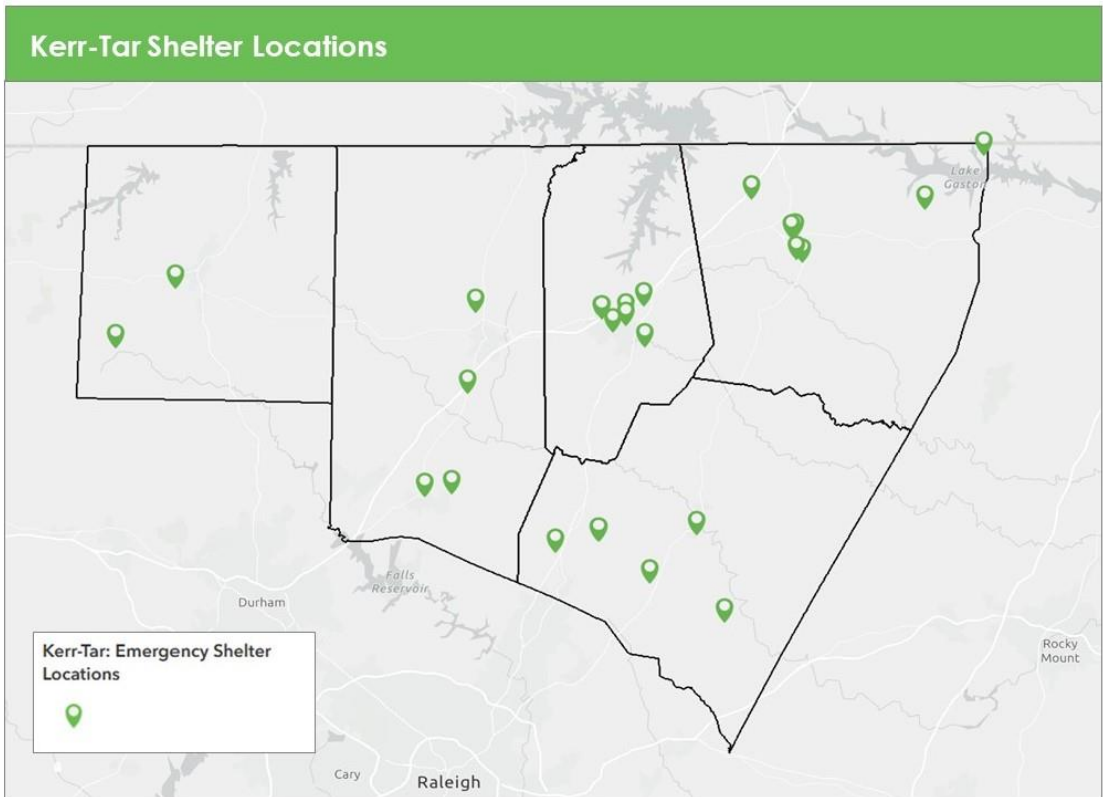 Kerr-Tar Shelter Locations
Lake
Gaston
Falls
Reservoir
Durham
Rocky
Mount
Kerr-Tar: Emergency Shelter
Locations
Cary
Raleigh